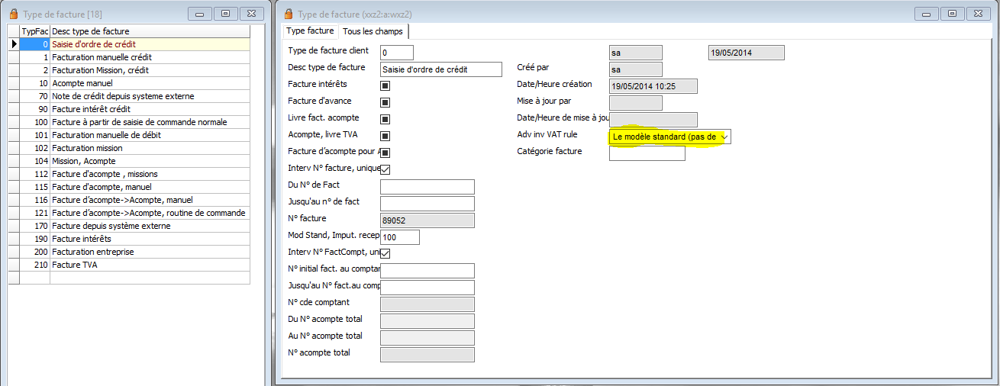 Type de facture [18]
TypFac Desc type de facture
0 Saisie d'ordre de crédit
1 Facturation manuelle crédit
2 Facturation Mission, crédit
10 Acompte manuel
70 Note de crédit depuis systeme externe
90 Facture intérêt crédit
100 Facture à partir de saisie de commande normale
101 Facturation manuelle de débit
102 Facturation mission
104 Mission, Acompte
112 Facture d'acompte , missions
115 Facture d'acompte, manuel
116 Facture d’acompte->Acompte, manuel
121 Facture d’acompte->Acompte, routine de commande
170 Facture depuis système externe
190 Facture intérêts
200 Facturation entreprise
210 Facture TVA
Type de facture (xxz2:a:wxz2)
Type facture Tous les champs
Type de facture client 0 sa 19/05/2014
Desc type de facture Saisie d'ordre de crédit Créé par sa
Facture intérêts Date/Heure création 19/05/2014 10:25
Facture d'avance Mise à jour par
Livre fact. acompte Date/Heure de mise à jou
Acompte, livre TVA Adv inv VAT rule Le modèle standard (pas de
Facture d’acompte pour A Catégorie facture
Interv N° facture, unique
Du N° de Fact
Jusqu'au n° de fact
N° facture 89052
Mod Stand, Imput. recep 100
Interv N° FactCompt, uni
N° initial fact. au comptan
Jusqu'au N° fact.au comp
N° cde comptant
Du N° acompte total
Au N° acompte total
N° acompte total